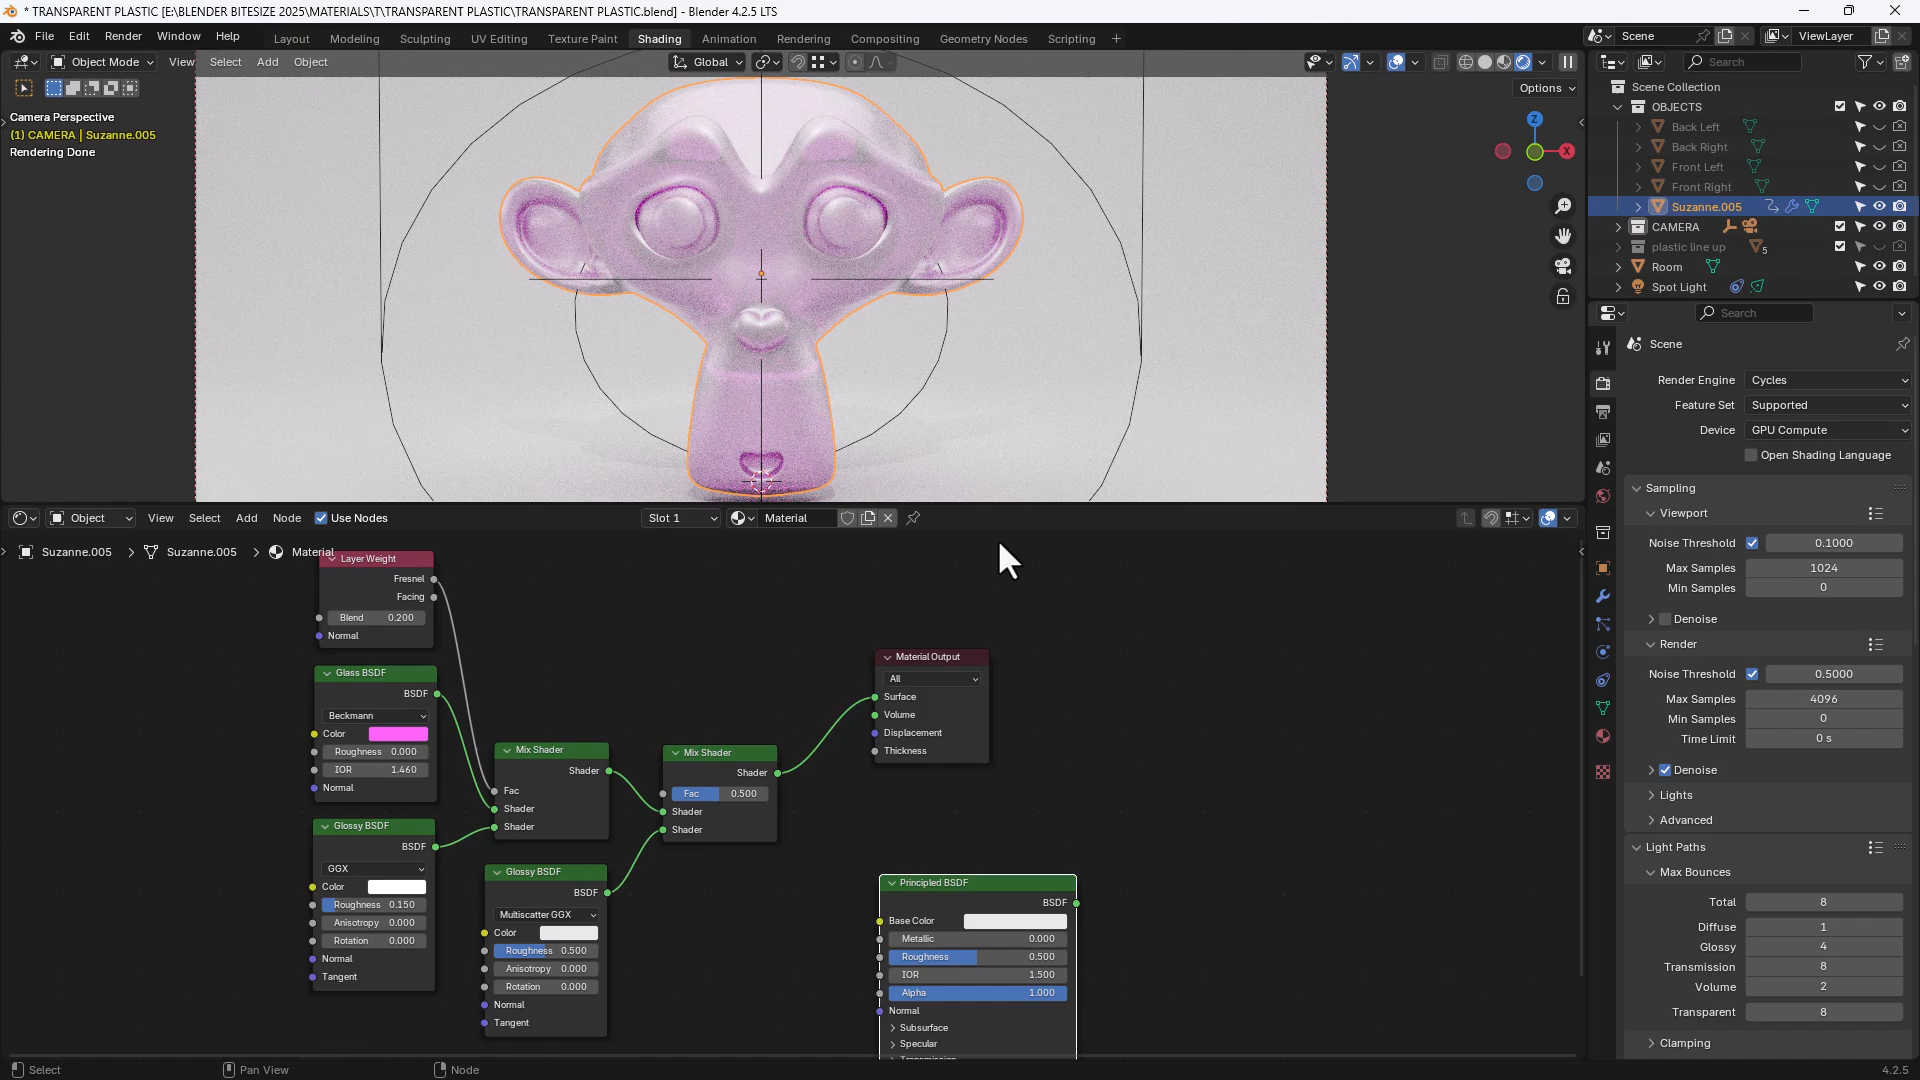 * TRANSPARENT PLASTIC [E:\BLENDER BITESIZE 2025\MATERIALS\T\TRANSPARENT PLASTIC\TRANSPARENT PLASTIC.blend] - Blender 4.2.5 LTS
File Edit Render Window Help Layout Modeling Sculpting UV Editing Texture Paint Shading Animation Rendering Compositing Geometry Nodes Scripting + Scene ViewLayer
Object Mode View Select Add Object Global Search
Options
Camera Perspective
(1) CAMERA | Suzanne.005
Rendering Done
Z
X
Scene Collection
OBJECTS
Back Left
Back Right
Front Left
Front Right
Suzanne.005
CAMERA
plastic line up 5
Room
Spot Light
Search
Scene
Render Engine Cycles
Feature Set Supported
Device GPU Compute
Open Shading Language
Sampling
Viewport
Noise Threshold 0.1000
Max Samples 1024
Min Samples 0
Denoise
Render
Noise Threshold 0.5000
Max Samples 4096
Min Samples 0
Time Limit 0 s
Denoise
Lights
Advanced
Light Paths
Max Bounces
Total 8
Diffuse 1
Glossy 4
Transmission 8
Volume 2
Transparent 8
Clamping
Object View Select Add Node Use Nodes Slot 1 Material
Suzanne.005 > Suzanne.005 > Material
Layer Weight
Fresnel
Facing
Blend 0.200
Normal
Glass BSDF
BSDF
Beckmann
Color
Roughness 0.000
IOR 1.460
Normal
Glossy BSDF
BSDF
GGX
Color
Roughness 0.150
Anisotropy 0.000
Rotation 0.000
Normal
Tangent
Mix Shader
Shader
Fac
Shader
Shader
Glossy BSDF
BSDF
Multiscatter GGX
Color
Roughness 0.500
Anisotropy 0.000
Rotation 0.000
Normal
Tangent
Mix Shader
Shader
Fac 0.500
Shader
Shader
Material Output
All
Surface
Volume
Displacement
Thickness
Principled BSDF
BSDF
Base Color
Metallic 0.000
Roughness 0.500
IOR 1.500
Alpha 1.000
Normal
Subsurface
Specular
Transmission
Select Pan View Node 4.2.5